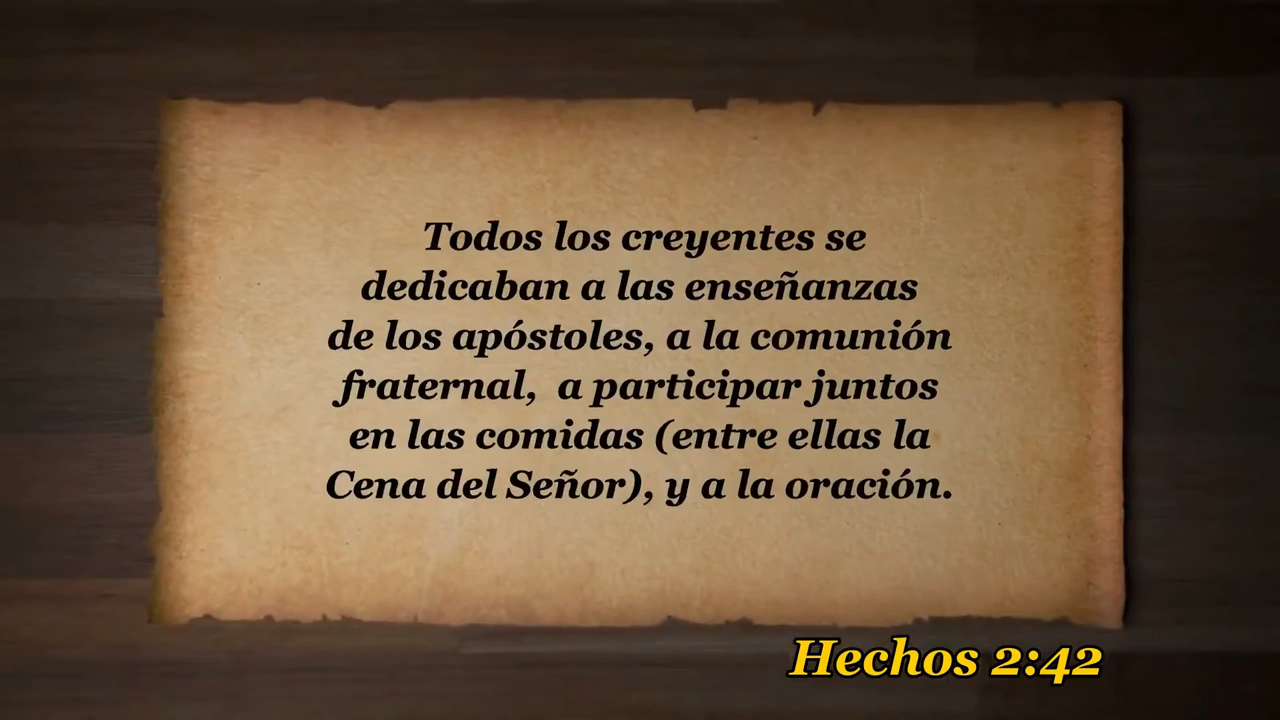 Todos los creyentes se
dedicaban a las enseñanzas
de los apóstoles, a la comunión
fraternal,  a participar juntos
en las comidas (entre ellas la
Cena del Señor), y a la oración.
Hechos 2:42